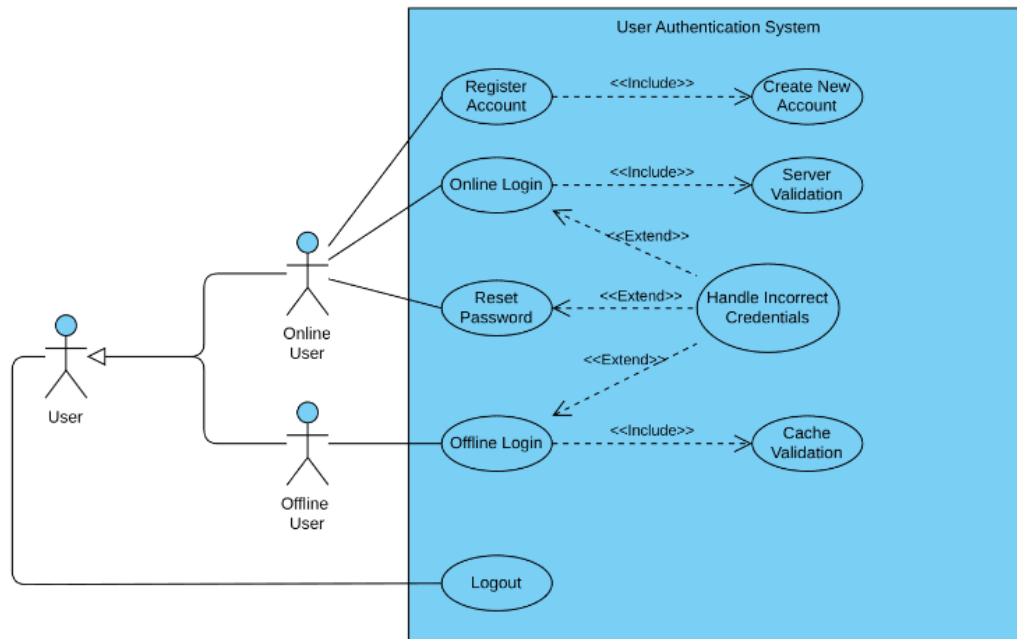 User Authentication System
Register
Account
<<Include>>
Create New
Account
Online Login
<<Include>>
Server
Validation
<<Extend>>
Reset
Password
<<Extend>>
Handle Incorrect
Credentials
Online
User
<<Extend>>
User
Offline Login
<<Include>>
Cache
Validation
Offline
User
Logout